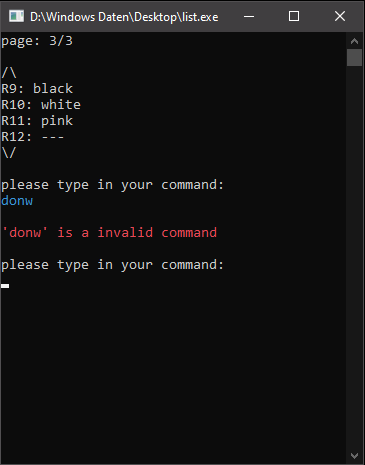 D:\Windows Daten\Desktop\list.exe
page: 3/3
/\
R9: black
R10: white
R11: pink
R12: ---
\/
please type in your command:
donw
'donw' is a invalid command
please type in your command: